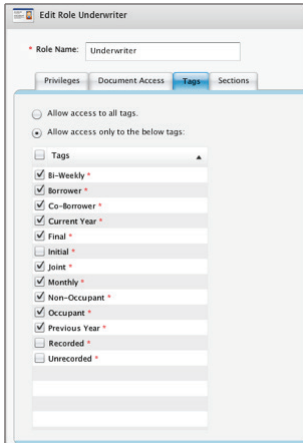 Edit Role Underwriter
* Role Name: Underwriter
Privileges Document Access Tags Sections
Allow access to all tags.
Allow access only to the below tags:
Tags
Bi-Weekly *
Borrower *
Co-Borrower *
Current Year *
Final *
Initial *
Joint *
Monthly *
Non-Occupant *
Occupant *
Previous Year *
Recorded *
Unrecorded *